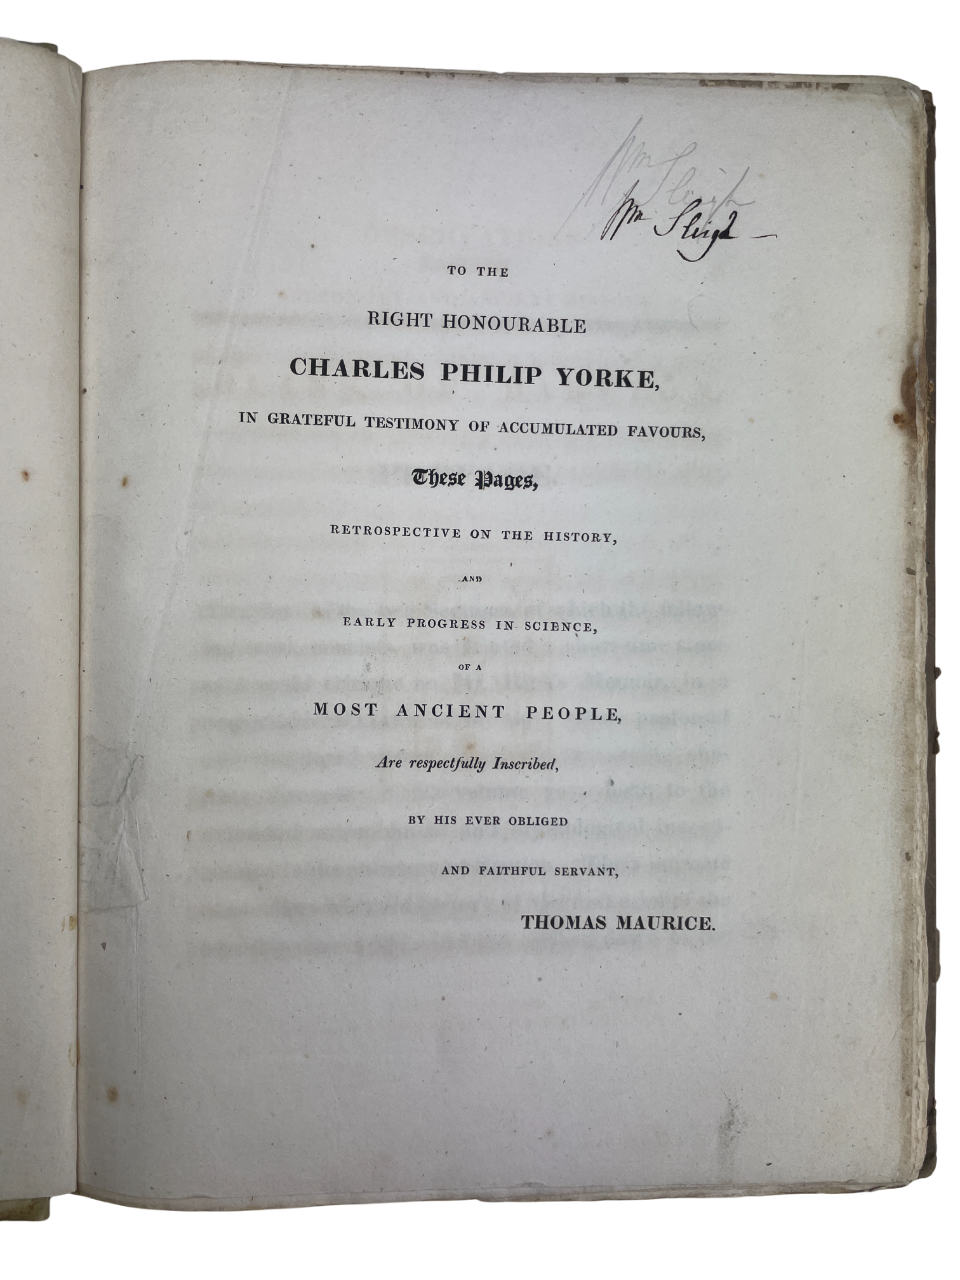 Wm Sleigh
Wm Sleigh
TO THE
RIGHT HONOURABLE
CHARLES PHILIP YORKE,
IN GRATEFUL TESTIMONY OF ACCUMULATED FAVOURS,
These Pages,
RETROSPECTIVE ON THE HISTORY,
AND
EARLY PROGRESS IN SCIENCE,
OF A
MOST ANCIENT PEOPLE,
Are respectfully Inscribed,
BY HIS EVER OBLIGED
AND FAITHFUL SERVANT,
THOMAS MAURICE.